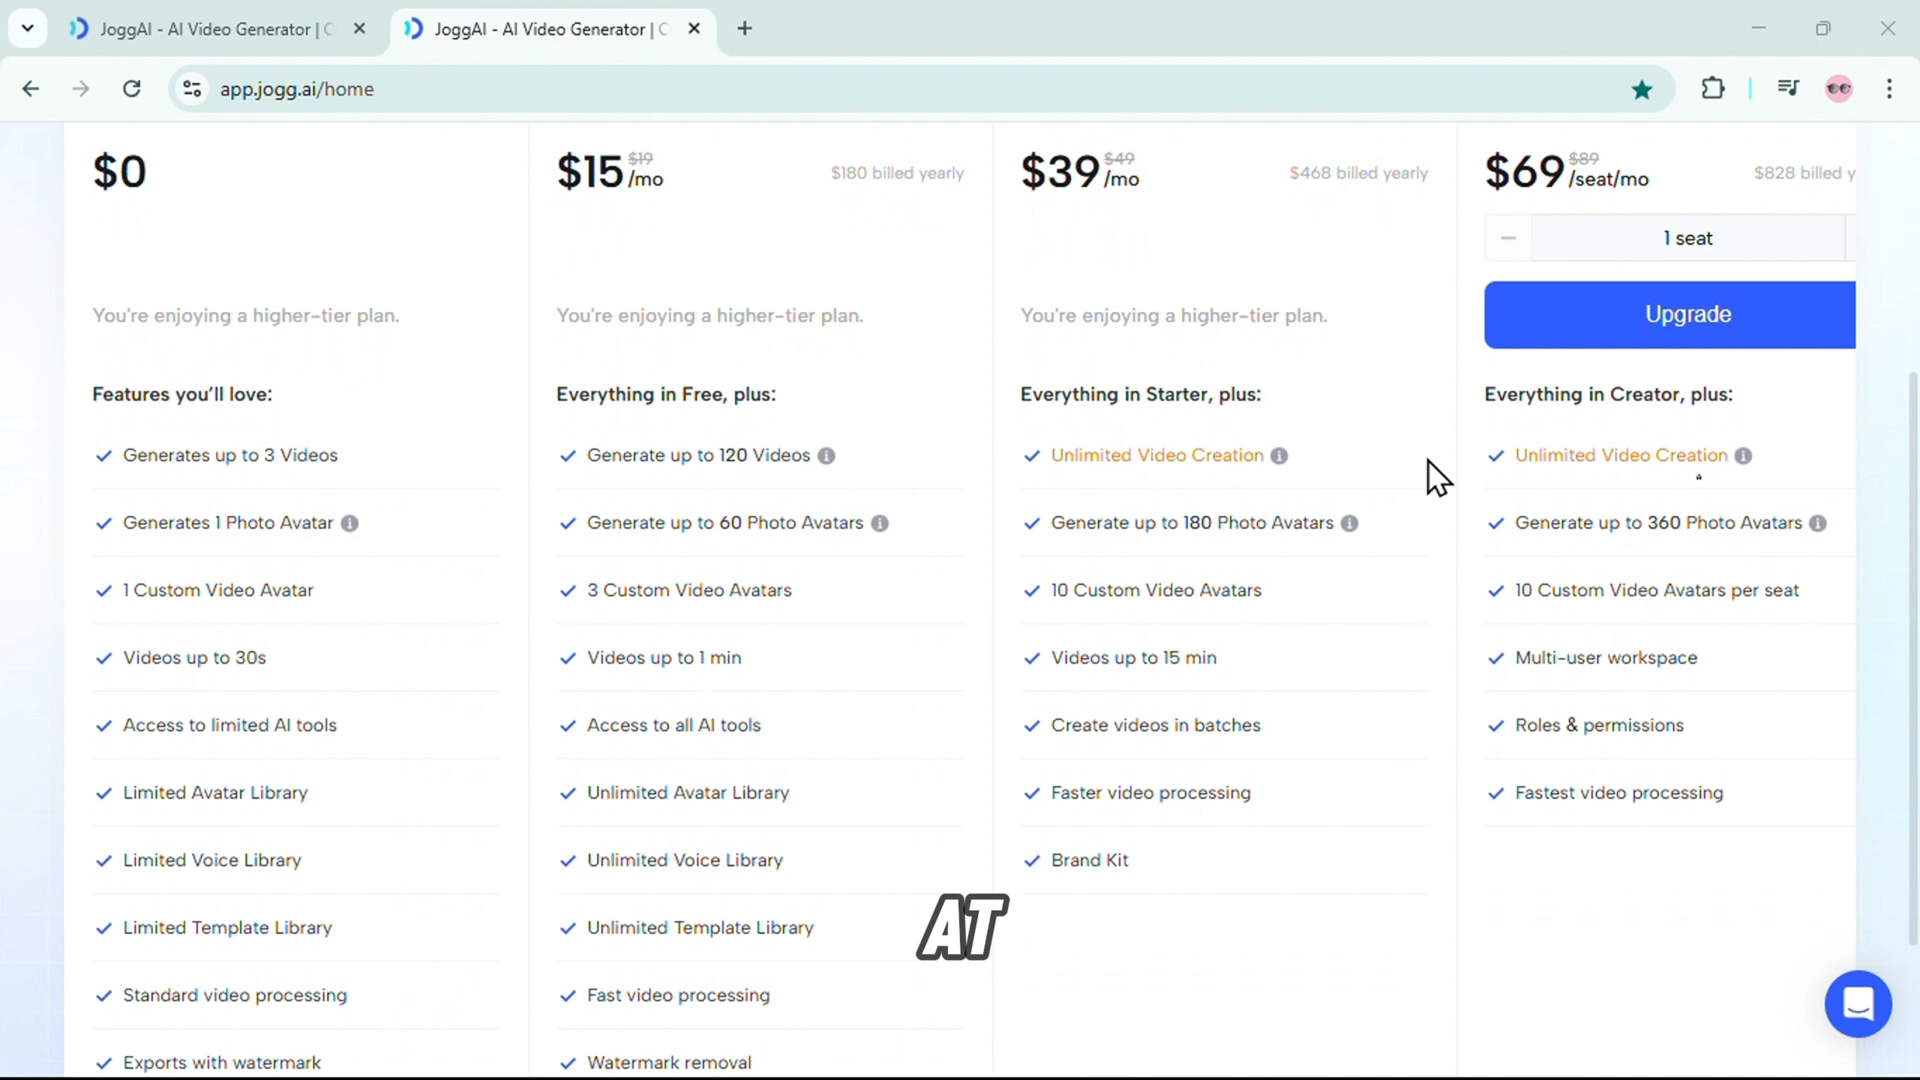 JoggAI - AI Video Generator | C
JoggAI - AI Video Generator | C
app.jogg.ai/home
$0
$15 $19 /mo $180 billed yearly
$39 $49 /mo $468 billed yearly
$69 $89 /seat/mo $828 billed y
1 seat
Upgrade
You're enjoying a higher-tier plan.
You're enjoying a higher-tier plan.
You're enjoying a higher-tier plan.
Features you'll love:
Generates up to 3 Videos
Generates 1 Photo Avatar
1 Custom Video Avatar
Videos up to 30s
Access to limited AI tools
Limited Avatar Library
Limited Voice Library
Limited Template Library
Standard video processing
Exports with watermark
Everything in Free, plus:
Generate up to 120 Videos
Generate up to 60 Photo Avatars
3 Custom Video Avatars
Videos up to 1 min
Access to all AI tools
Unlimited Avatar Library
Unlimited Voice Library
Unlimited Template Library
Fast video processing
Watermark removal
Everything in Starter, plus:
Unlimited Video Creation
Generate up to 180 Photo Avatars
10 Custom Video Avatars
Videos up to 15 min
Create videos in batches
Faster video processing
Brand Kit
Everything in Creator, plus:
Unlimited Video Creation
Generate up to 360 Photo Avatars
10 Custom Video Avatars per seat
Multi-user workspace
Roles & permissions
Fastest video processing
AT